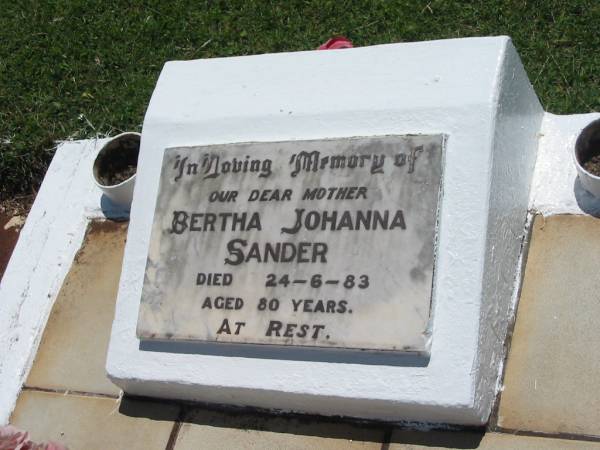 In Loving Memory of
OUR DEAR MOTHER
BERTHA JOHANNA
SANDER
DIED 24-6-83
AGED 80 YEARS.
AT REST.